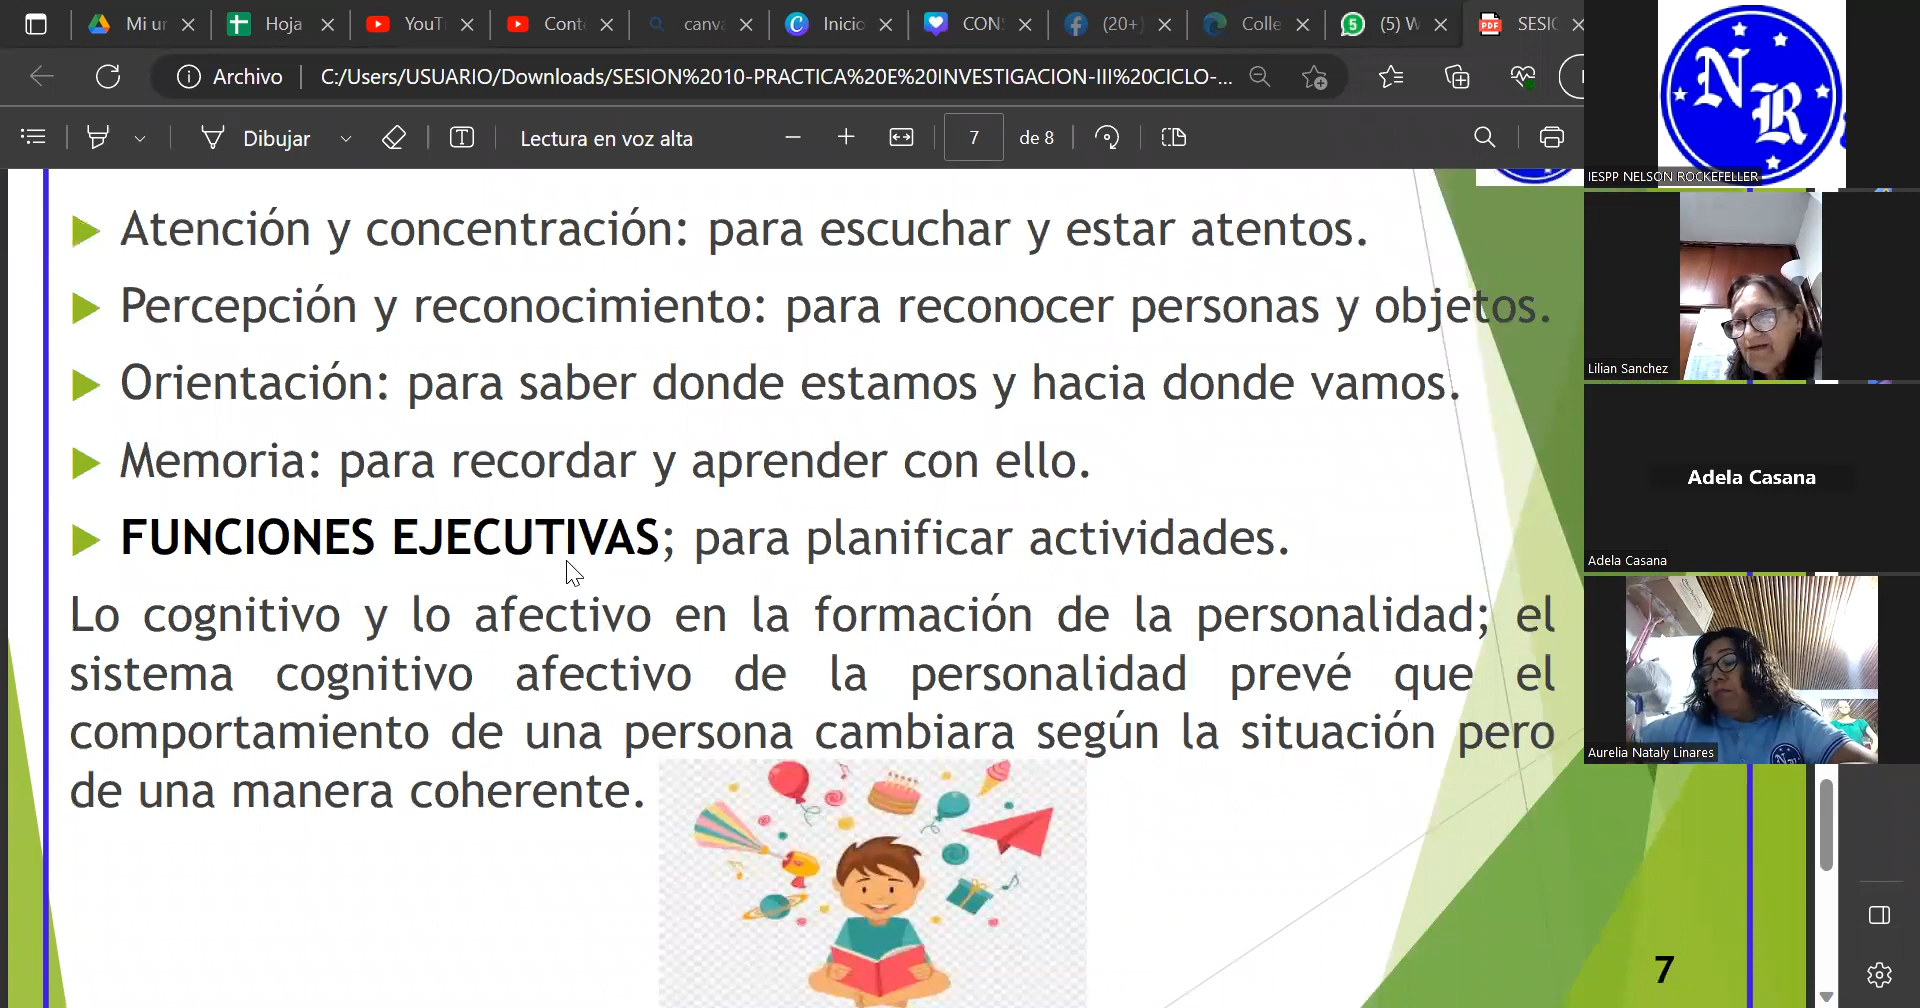 Mi ur
Hoja
YouT
Conte
canva
Inicio
CON
(20+)
Colle
(5) W
PDF
SESIO
Archivo
C:/Users/USUARIO/Downloads/SESION%2010-PRACTICA%20E%20INVESTIGACION-III%20CICLO-...
Dibujar
Lectura en voz alta
7
de 8
Atención y concentración: para escuchar y estar atentos.
Percepción y reconocimiento: para reconocer personas y objetos.
Orientación: para saber donde estamos y hacia donde vamos.
Memoria: para recordar y aprender con ello.
FUNCIONES EJECUTIVAS; para planificar actividades.
Lo cognitivo y lo afectivo en la formación de la personalidad; el
sistema cognitivo afectivo de la personalidad prevé que el
comportamiento de una persona cambiara según la situación pero
de una manera coherente.
7
NR
IESPP NELSON ROCKEFELLER
Lilian Sanchez
Adela Casana
Adela Casana
Aurelia Nataly Linares